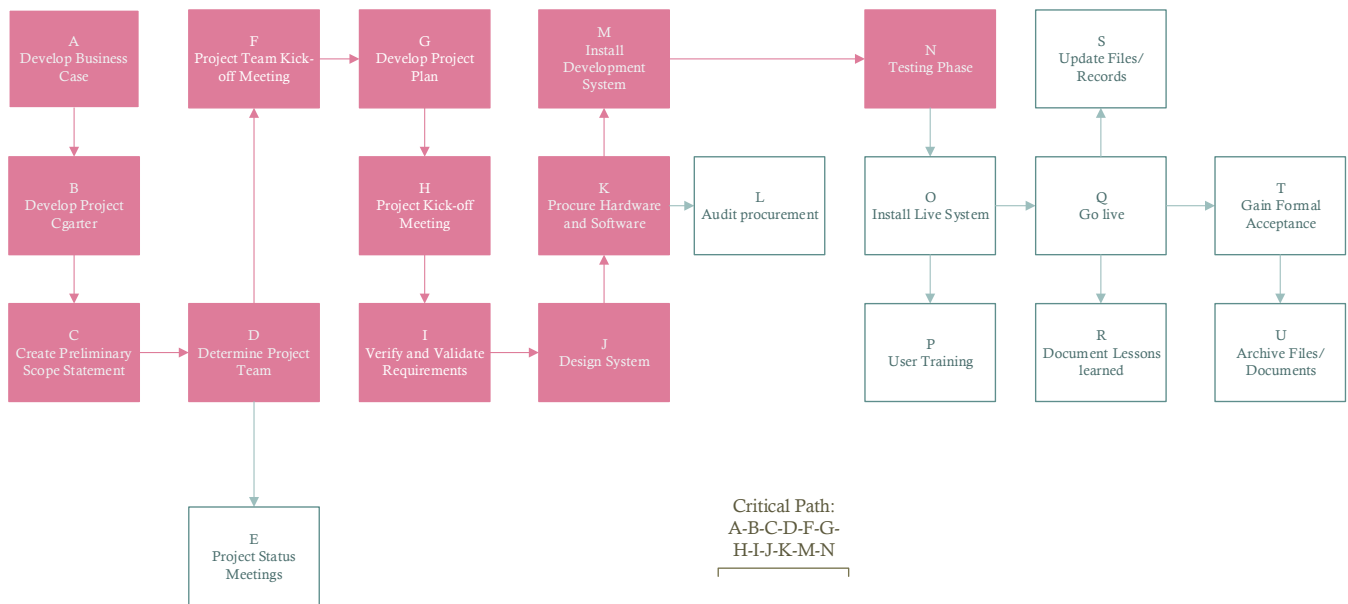 A
Develop Business
Case
F
Project Team Kick-
off Meeting
G
Develop Project
Plan
M
Install
Development
System
N
Testing Phase
S
Update Files/
Records
B
Develop Project
Cgarter
H
Project Kick-off
Meeting
K
Procure Hardware
and Software
L
Audit procurement
O
Install Live System
Q
Go live
T
Gain Formal
Acceptance
C
Create Preliminary
Scope Statement
D
Determine Project
Team
I
Verify and Validate
Requirements
J
Design System
P
User Training
R
Document Lessons
learned
U
Archive Files/
Documents
E
Project Status
Meetings
Critical Path:
A-B-C-D-F-G-
H-I-J-K-M-N